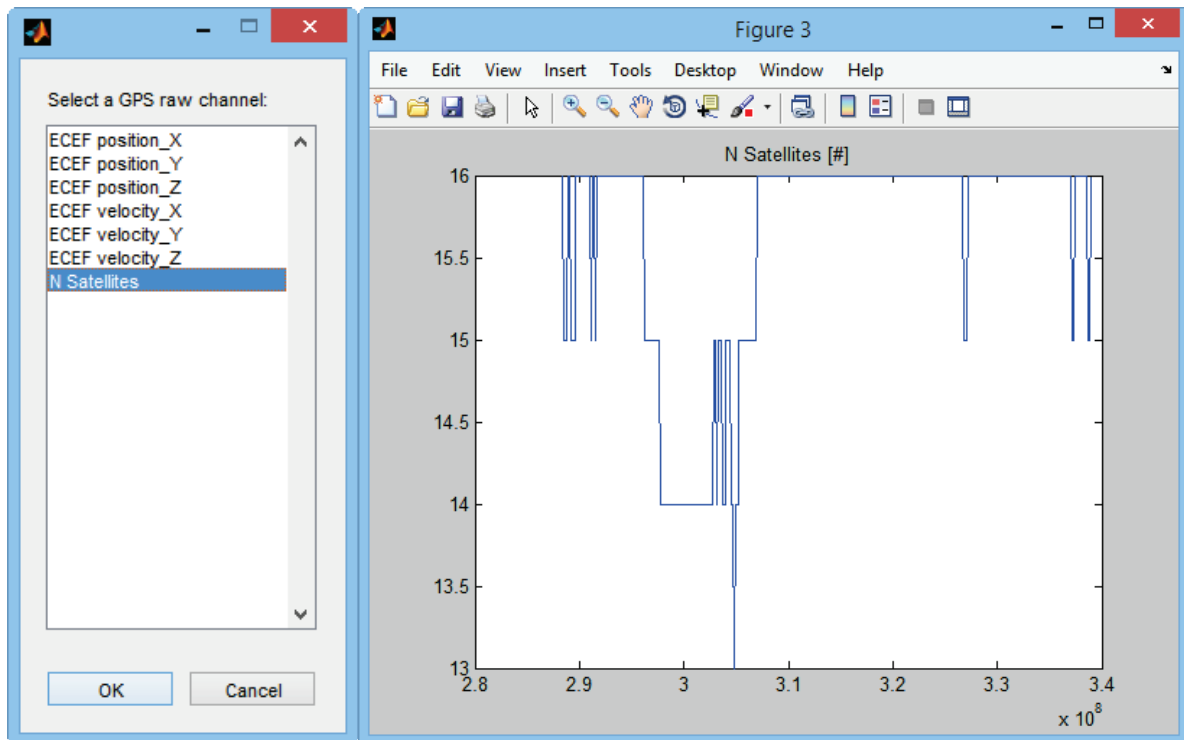 Select a GPS raw channel:
ECEF position_X
ECEF position_Y
ECEF position_Z
ECEF velocity_X
ECEF velocity_Y
ECEF velocity_Z
N Satellites
OK Cancel
Figure 3
File Edit View Insert Tools Desktop Window Help
N Satellites [#]
16
15.5
15
14.5
14
13.5
13
2.8 2.9 3 3.1 3.2 3.3 3.4
x 10⁸